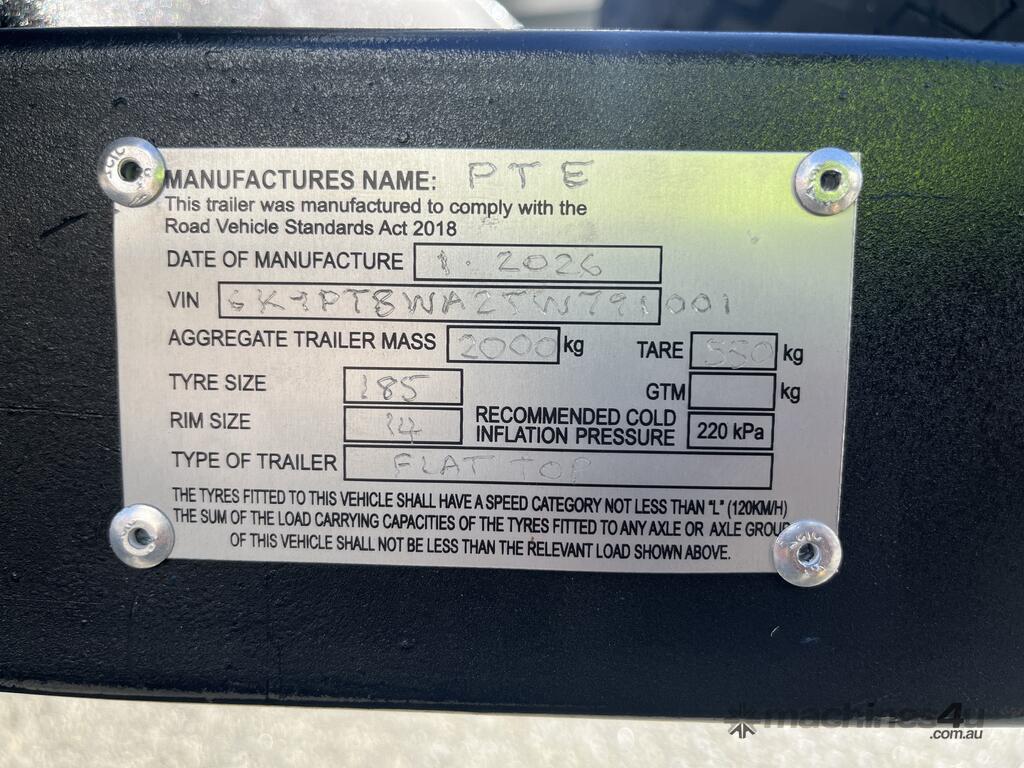 MANUFACTURES NAME: PTE
This trailer was manufactured to comply with the
Road Vehicle Standards Act 2018
DATE OF MANUFACTURE 1.2026
VIN
AGGREGATE TRAILER MASS 2000 kg TARE kg
TYRE SIZE 185 GTM kg
RIM SIZE 14 RECOMMENDED COLD INFLATION PRESSURE 220 kPa
TYPE OF TRAILER FLAT TOP
THE TYRES FITTED TO THIS VEHICLE SHALL HAVE A SPEED CATEGORY NOT LESS THAN "L" (120KM/H)
THE SUM OF THE LOAD CARRYING CAPACITIES OF THE TYRES FITTED TO ANY AXLE OR AXLE GROUP
OF THIS VEHICLE SHALL NOT BE LESS THAN THE RELEVANT LOAD SHOWN ABOVE.
machines4u
.com.au